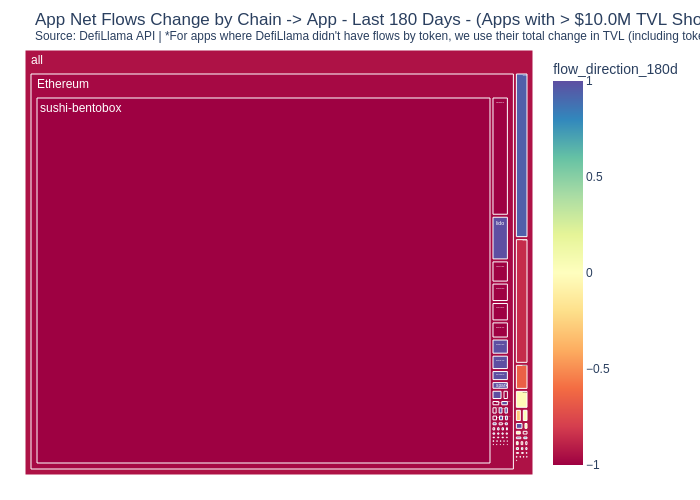 App Net Flows Change by Chain -> App - Last 180 Days - (Apps with > $10.0M TVL Sho
Source: DefiLlama API | *For apps where DefiLlama didn't have flows by token, we use their total change in TVL (including toke
all
Ethereum
sushi-bentobox
lido
flow_direction_180d
1
0.5
0
−0.5
−1